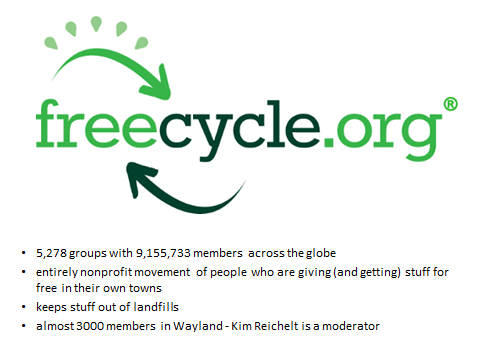 freecycle.org®
• 5,278 groups with 9,155,733 members across the globe
• entirely nonprofit movement of people who are giving (and getting) stuff for
free in their own towns
• keeps stuff out of landfills
• almost 3000 members in Wayland - Kim Reichelt is a moderator